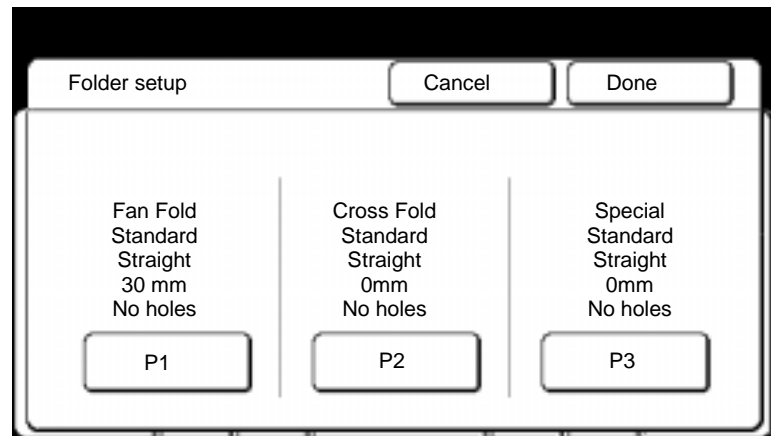 Folder setup
Cancel
Done
Fan Fold
Standard
Straight
30 mm
No holes
P1
Cross Fold
Standard
Straight
0mm
No holes
P2
Special
Standard
Straight
0mm
No holes
P3